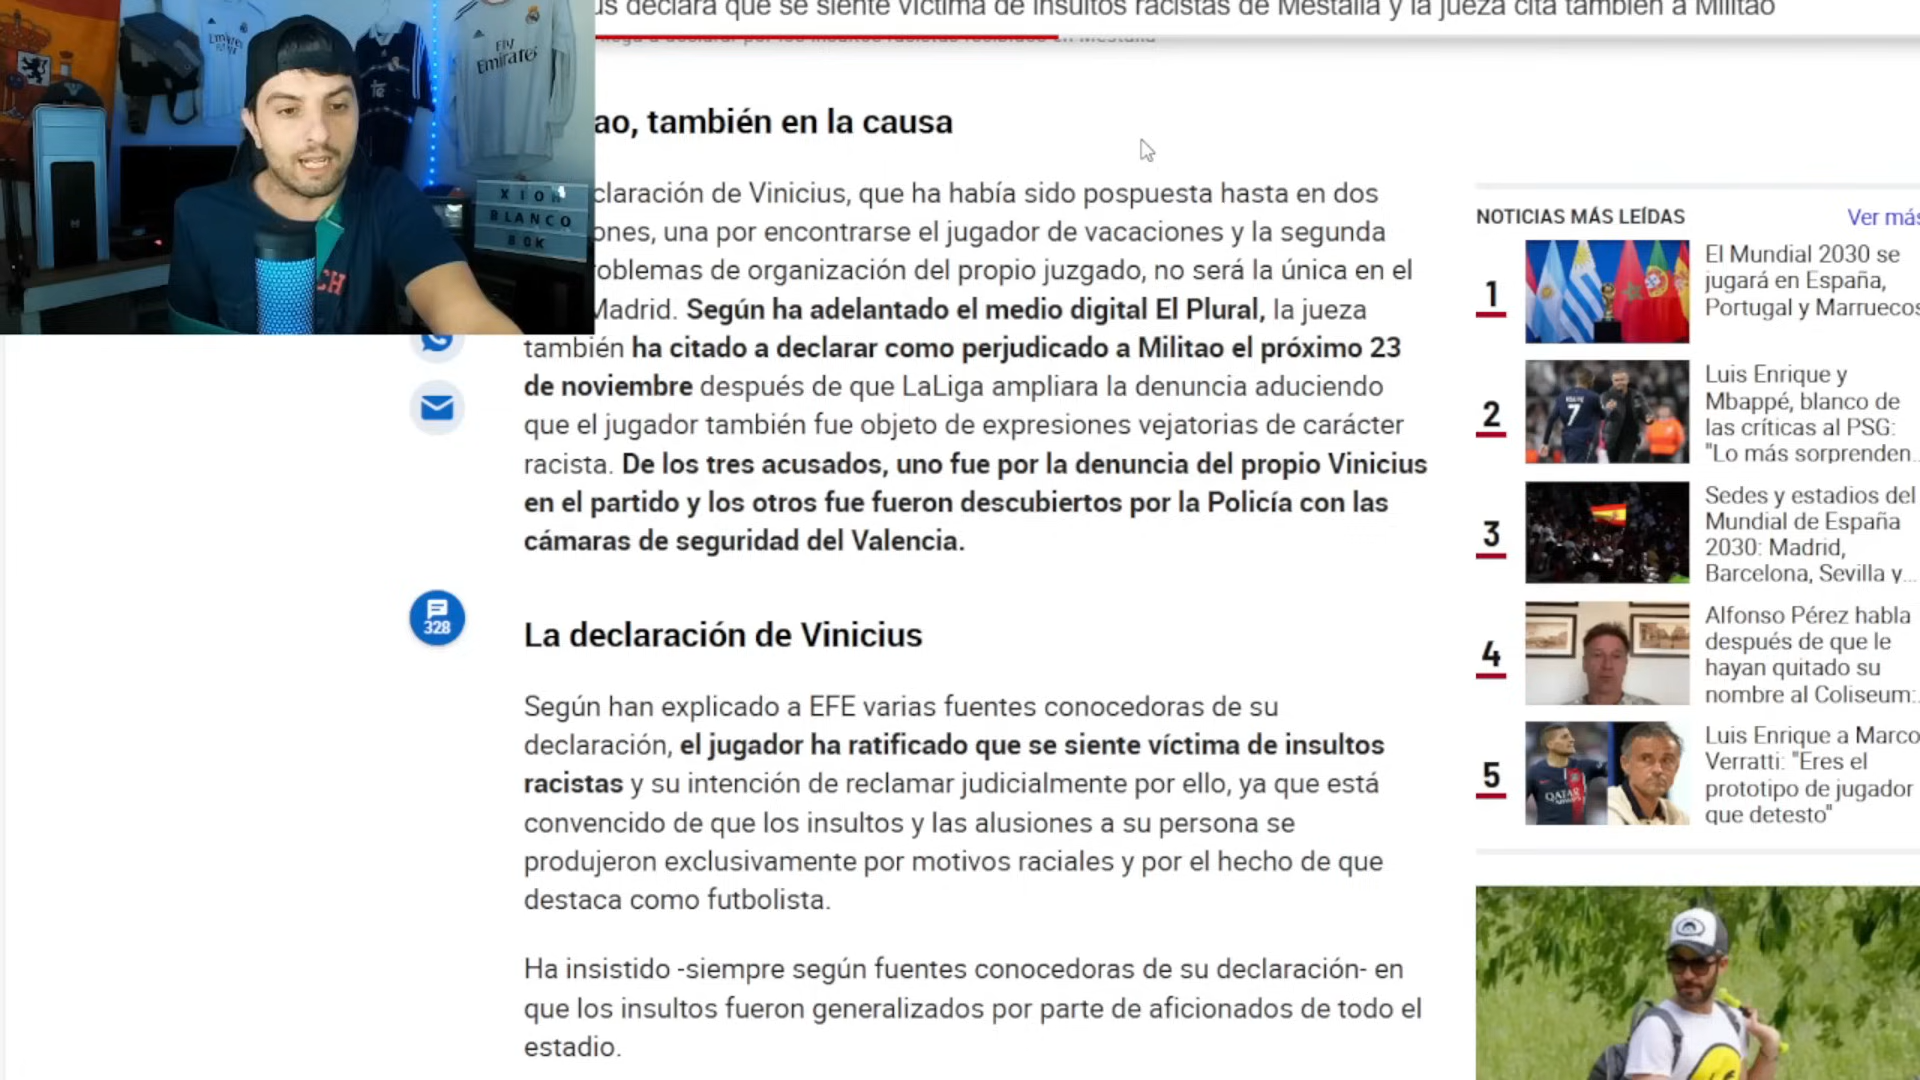 us declara que se siente víctima de insultos racistas de Mestalla y la jueza cita también a Militao
ao, también en la causa
claración de Vinicius, que ha había sido pospuesta hasta en dos
ones, una por encontrarse el jugador de vacaciones y la segunda
roblemas de organización del propio juzgado, no será la única en el
Madrid. Según ha adelantado el medio digital El Plural, la jueza
también ha citado a declarar como perjudicado a Militao el próximo 23
de noviembre después de que LaLiga ampliara la denuncia aduciendo
que el jugador también fue objeto de expresiones vejatorias de carácter
racista. De los tres acusados, uno fue por la denuncia del propio Vinicius
en el partido y los otros fue fueron descubiertos por la Policía con las
cámaras de seguridad del Valencia.
328
La declaración de Vinicius
Según han explicado a EFE varias fuentes conocedoras de su
declaración, el jugador ha ratificado que se siente víctima de insultos
racistas y su intención de reclamar judicialmente por ello, ya que está
convencido de que los insultos y las alusiones a su persona se
produjeron exclusivamente por motivos raciales y por el hecho de que
destaca como futbolista.
Ha insistido -siempre según fuentes conocedoras de su declaración- en
que los insultos fueron generalizados por parte de aficionados de todo el
estadio.
NOTICIAS MÁS LEÍDAS
Ver más
1
El Mundial 2030 se
jugará en España,
Portugal y Marruecos
2
Luis Enrique y
Mbappé, blanco de
las críticas al PSG:
"Lo más sorprenden...
3
Sedes y estadios del
Mundial de España
2030: Madrid,
Barcelona, Sevilla y...
4
Alfonso Pérez habla
después de que le
hayan quitado su
nombre al Coliseum:
5
Luis Enrique a Marco
Verratti: "Eres el
prototipo de jugador
que detesto"
Fly
Emirates
XION
BLANCO
BOK
CH
7
QATAR